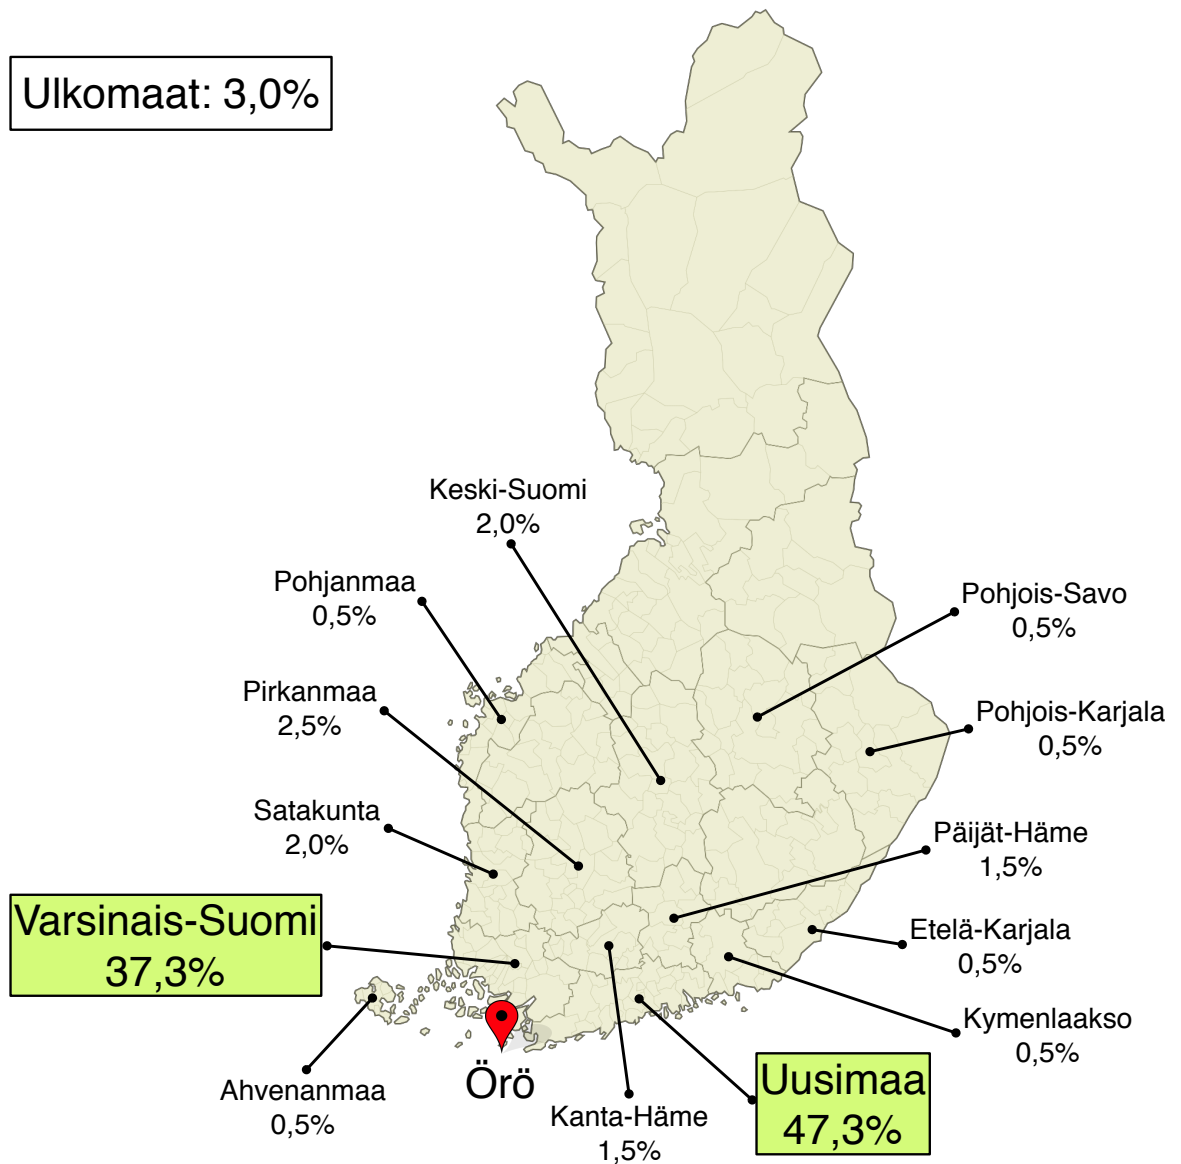 Ulkomaat: 3,0%
Keski-Suomi
2,0%
Pohjanmaa
0,5%
Pohjois-Savo
0,5%
Pirkanmaa
2,5%
Pohjois-Karjala
0,5%
Satakunta
2,0%
Päijät-Häme
1,5%
Varsinais-Suomi
37,3%
Etelä-Karjala
0,5%
Kymenlaakso
0,5%
Örö
Uusimaa
47,3%
Ahvenanmaa
0,5%
Kanta-Häme
1,5%